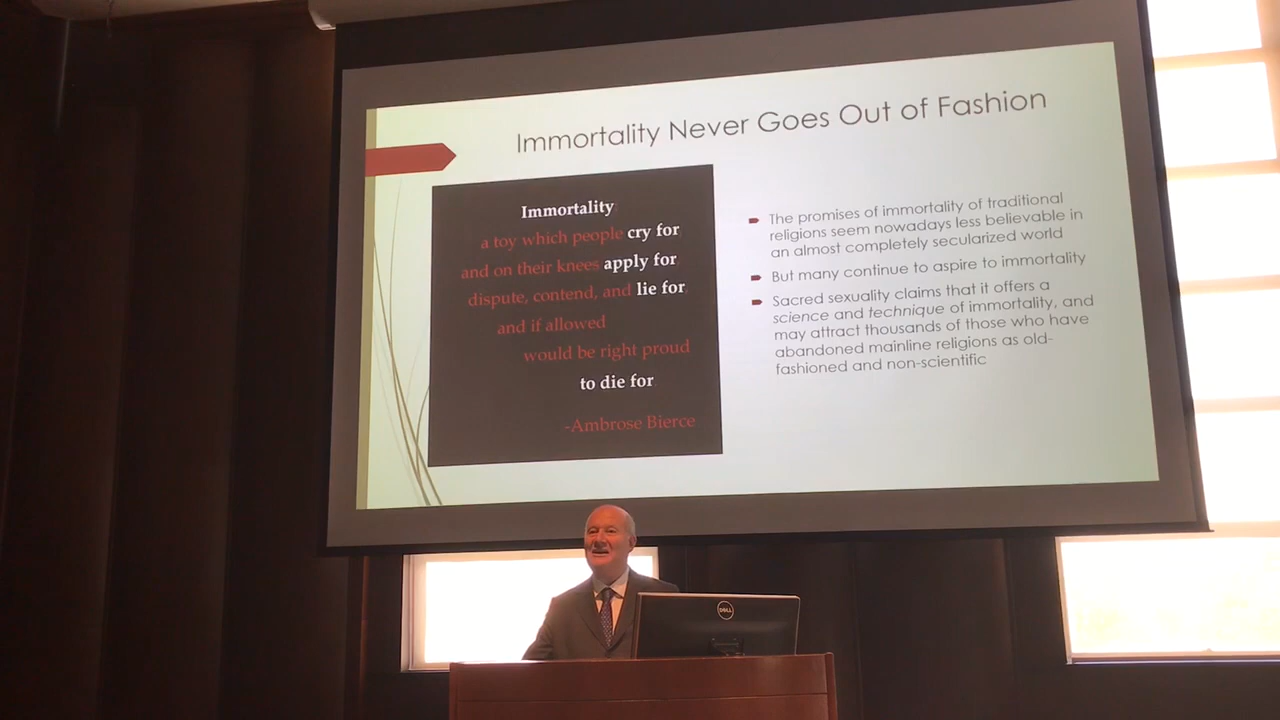 Immortality Never Goes Out of Fashion
Immortality
a toy which people cry for
and on their knees apply for
dispute, contend, and lie for
and if allowed
would be right proud
to die for
-Ambrose Bierce
The promises of immortality of traditional
religions seem nowadays less believable in
an almost completely secularized world
But many continue to aspire to immortality
Sacred sexuality claims that it offers a
science and technique of immortality, and
may attract thousands of those who have
abandoned mainline religions as old-
fashioned and non-scientific
DELL